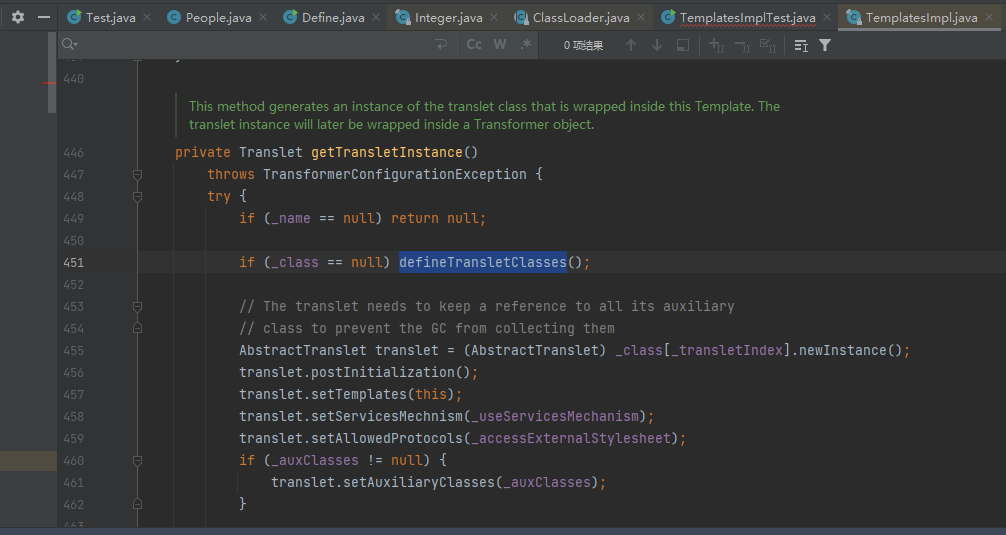 Test.java People.java Define.java Integer.java ClassLoader.java TemplatesImplTest.java TemplatesImpl.java
Cc W .* 0 项结果
440
This method generates an instance of the translet class that is wrapped inside this Template. The
translet instance will later be wrapped inside a Transformer object.
446 private Translet getTransletInstance()
447 throws TransformerConfigurationException {
448 try {
449 if (_name == null) return null;
450
451 if (_class == null) defineTransletClasses();
452
453 // The translet needs to keep a reference to all its auxiliary
454 // class to prevent the GC from collecting them
455 AbstractTranslet translet = (AbstractTranslet) _class[_transletIndex].newInstance();
456 translet.postInitialization();
457 translet.setTemplates(this);
458 translet.setServicesMechnism(_useServicesMechanism);
459 translet.setAllowedProtocols(_accessExternalStylesheet);
460 if (_auxClasses != null) {
461 translet.setAuxiliaryClasses(_auxClasses);
462 }